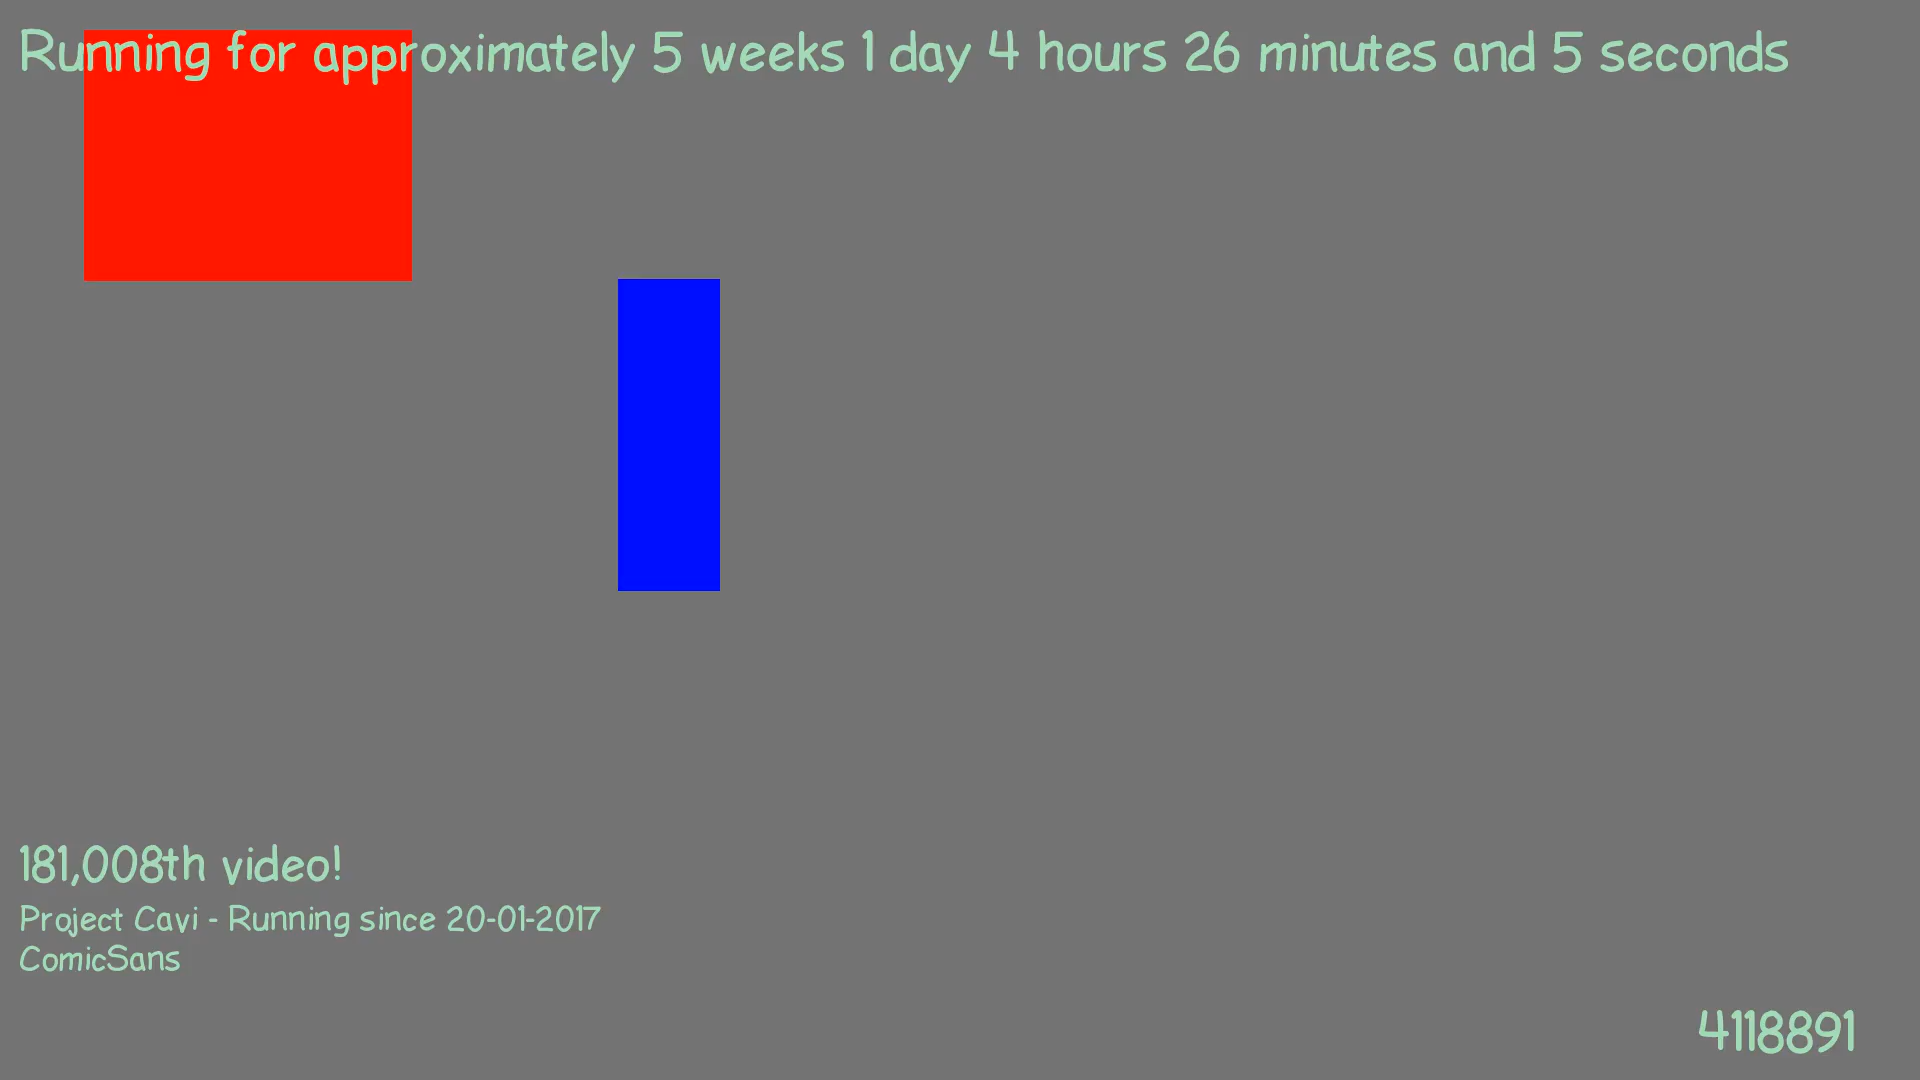 Running for approximately 5 weeks 1 day 4 hours 26 minutes and 5 seconds
181,008th video!
Project Cavi - Running since 20-01-2017
ComicSans
4118891